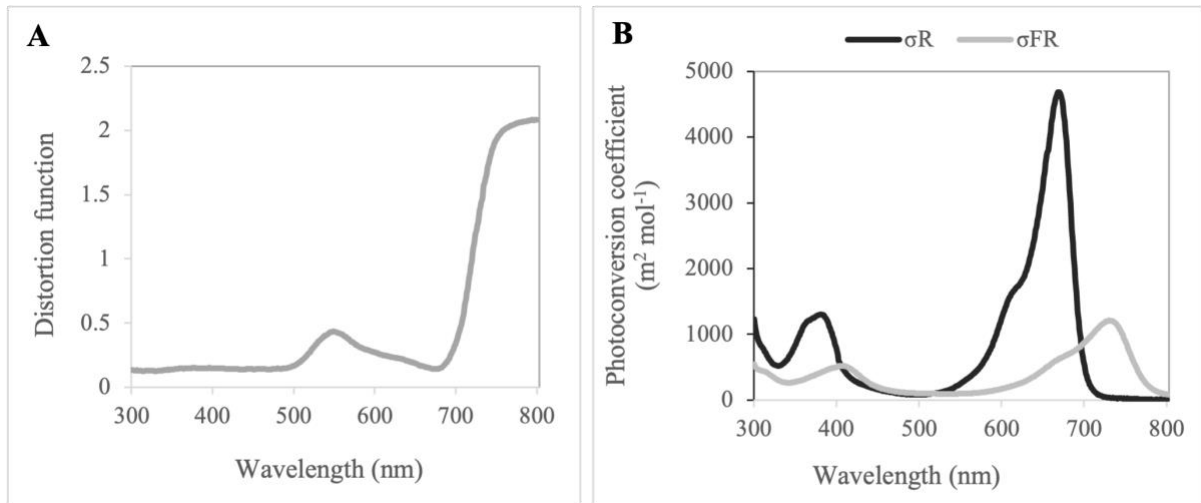 A
Distortion function
2.5
2
1.5
1
0.5
0
300 400 500 600 700 800
Wavelength (nm)
B
σR σFR
Photoconversion coefficient
(m² mol⁻¹)
5000
4000
3000
2000
1000
0
300 400 500 600 700 800
Wavelength (nm)